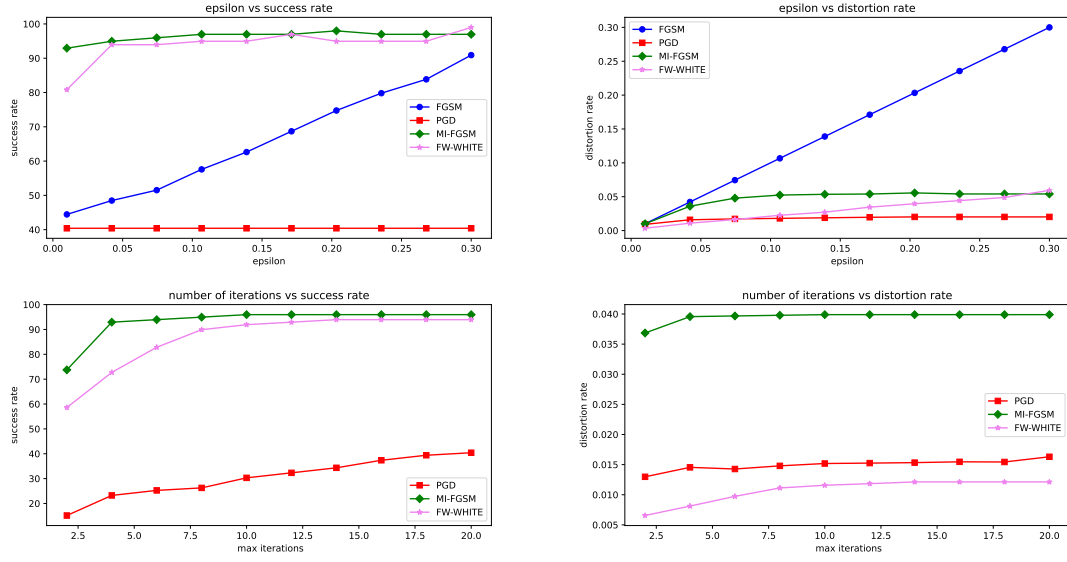 epsilon vs success rate
100
90
80
70
60
50
40
success rate
0.00 0.05 0.10 0.15 0.20 0.25 0.30
epsilon
FGSM
PGD
MI-FGSM
FW-WHITE
epsilon vs distortion rate
0.30
0.25
0.20
0.15
0.10
0.05
0.00
distortion rate
0.00 0.05 0.10 0.15 0.20 0.25 0.30
epsilon
FGSM
PGD
MI-FGSM
FW-WHITE
number of iterations vs success rate
100
90
80
70
60
50
40
30
20
success rate
2.5 5.0 7.5 10.0 12.5 15.0 17.5 20.0
max iterations
PGD
MI-FGSM
FW-WHITE
number of iterations vs distortion rate
0.040
0.035
0.030
0.025
0.020
0.015
0.010
0.005
distortion rate
2.5 5.0 7.5 10.0 12.5 15.0 17.5 20.0
max iterations
PGD
MI-FGSM
FW-WHITE